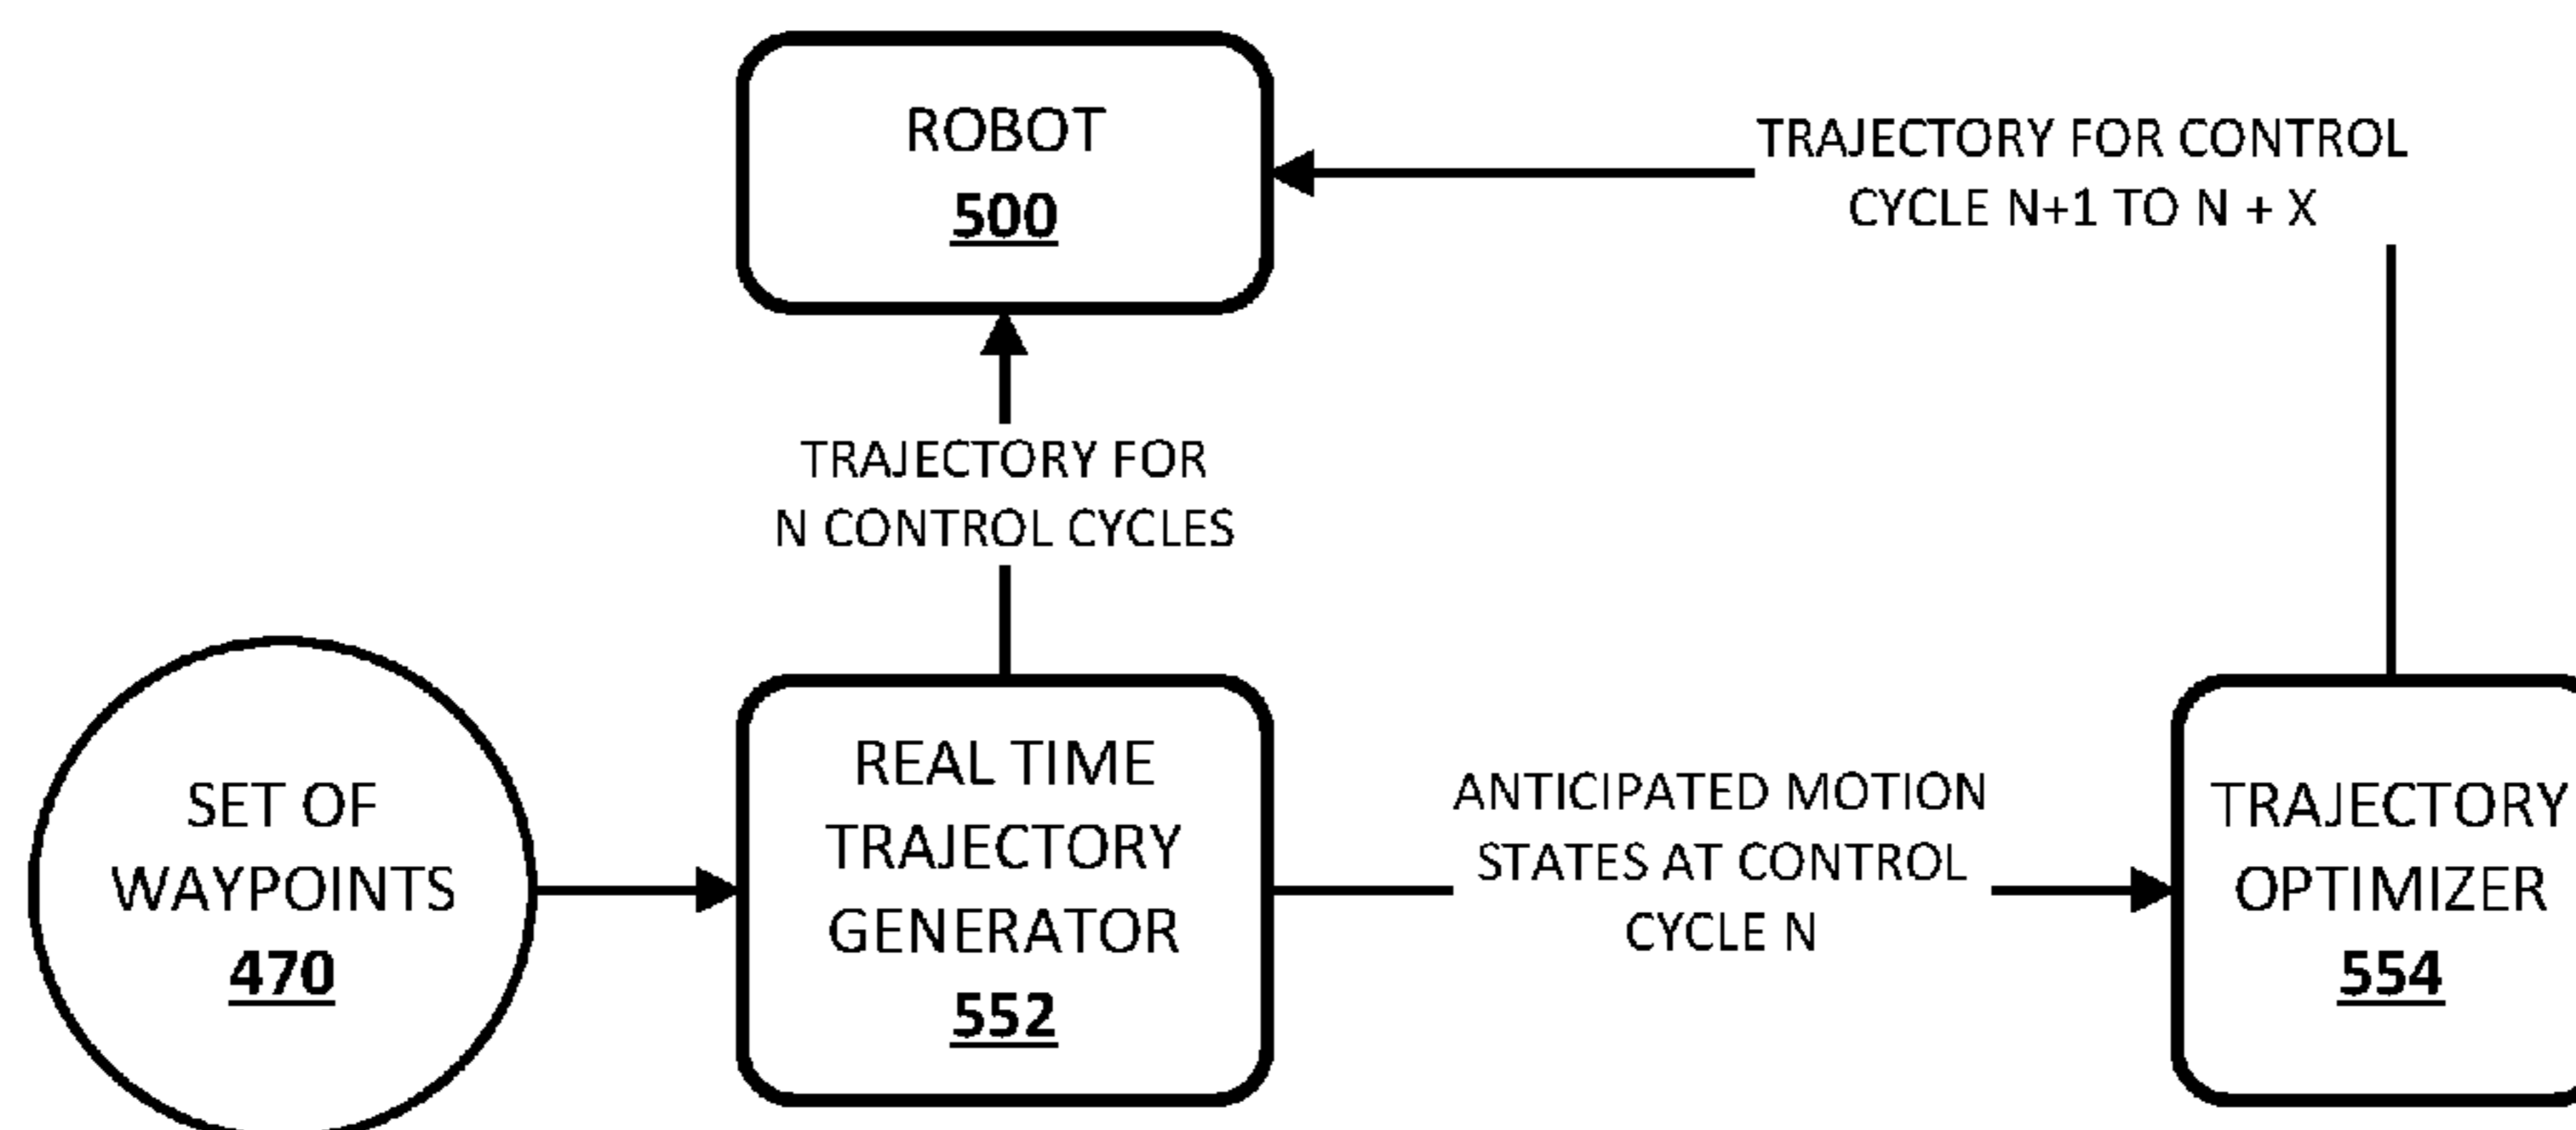 ROBOT
500
TRAJECTORY FOR CONTROL
CYCLE N+1 TO N + X
TRAJECTORY FOR
N CONTROL CYCLES
SET OF
WAYPOINTS
470
REAL TIME
TRAJECTORY
GENERATOR
552
ANTICIPATED MOTION
STATES AT CONTROL
CYCLE N
TRAJECTORY
OPTIMIZER
554